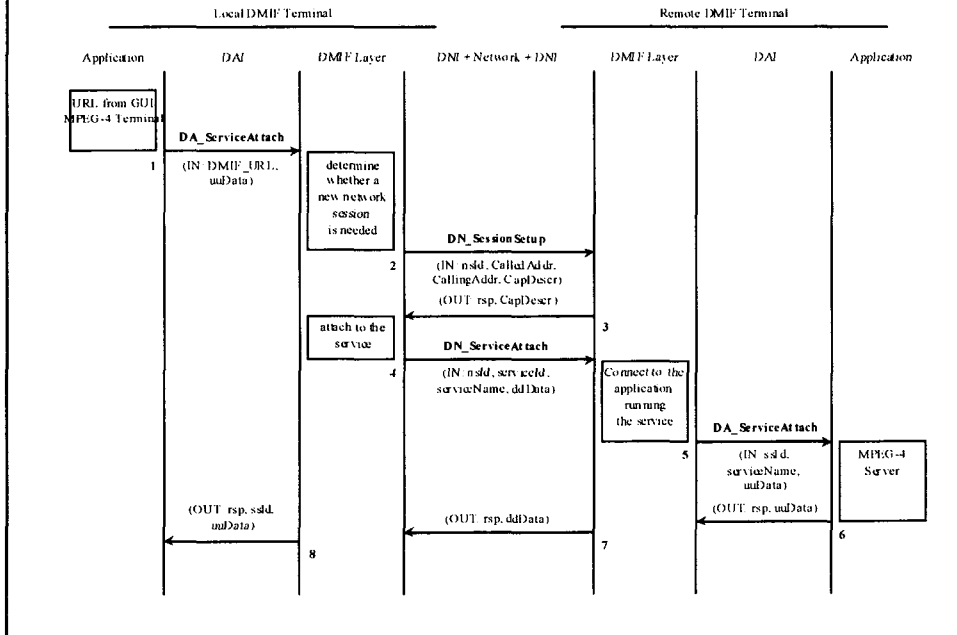 Local DMIF Terminal
Remote DMIF Terminal
Application
DAI
DMIF Layer
DNI + Network + DNI
DMIF Layer
DAI
Application
URL from GUI
MPEG-4 Terminal
DA_ServiceAttach
1
(IN: DMIF_URL,
uuData)
determine
whether a
new network
session
is needed
DN_SessionSetup
2
(IN: nsId, CalledAddr,
CallingAddr, CapDescr)
(OUT: rsp, CapDescr)
3
attach to the
service
DN_ServiceAttach
4
(IN: nsId, serviceId,
serviceName, ddData)
Connect to the
application
running
the service
DA_ServiceAttach
5
(IN: ssId,
serviceName,
uuData)
MPEG-4
Server
(OUT: rsp, ssId,
uuData)
(OUT: rsp, ddData)
(OUT: rsp, uuData)
6
7
8